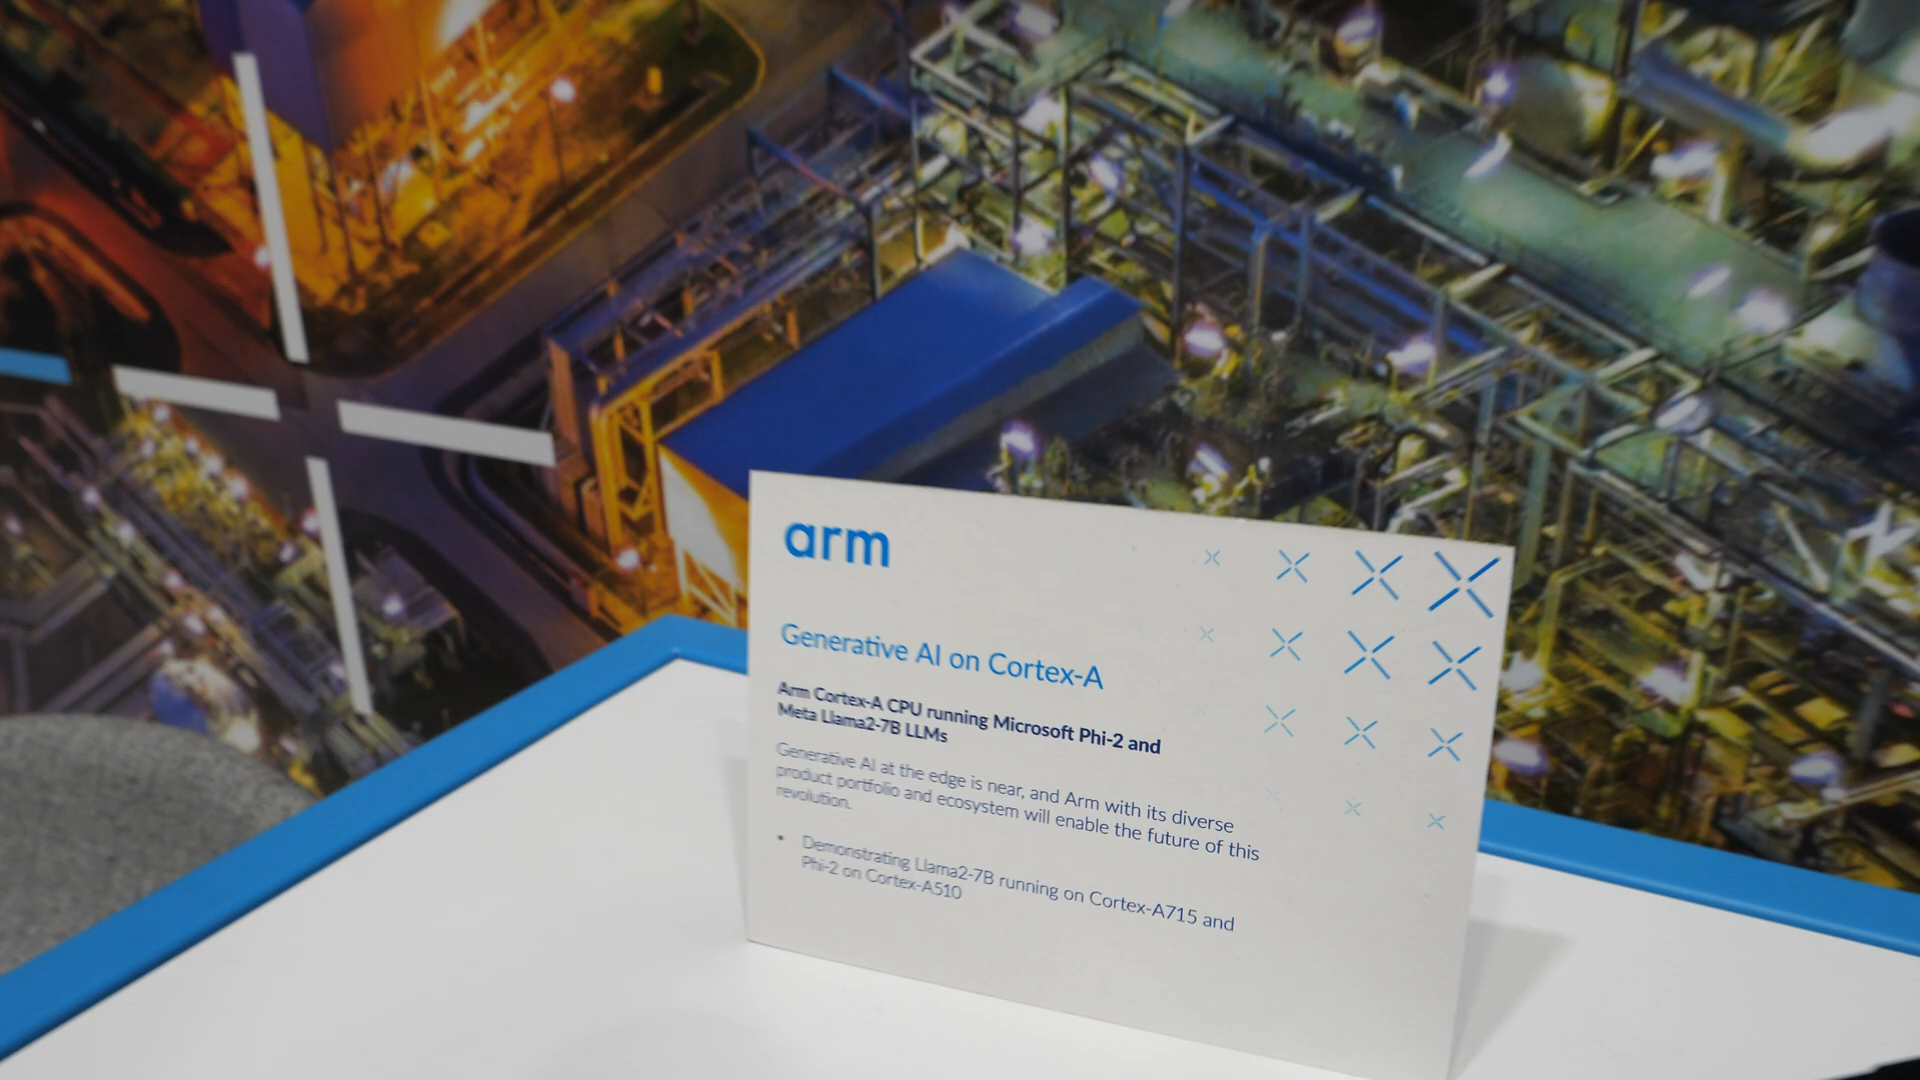 arm
Generative AI on Cortex-A
Arm Cortex-A CPU running Microsoft Phi-2 and
Meta Llama2-7B LLMs
Generative AI at the edge is near, and Arm with its diverse
product portfolio and ecosystem will enable the future of this
revolution.
• Demonstrating Llama2-7B running on Cortex-A715 and
Phi-2 on Cortex-A510